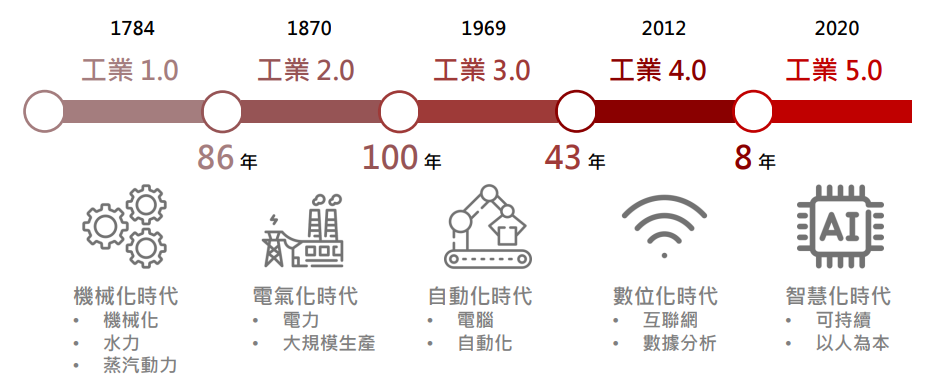 1784 1870 1969 2012 2020
工業 1.0 工業 2.0 工業 3.0 工業 4.0 工業 5.0
86 年 100 年 43 年 8 年
AI
機械化時代
• 機械化
• 水力
• 蒸汽動力
電氣化時代
• 電力
• 大規模生產
自動化時代
• 電腦
• 自動化
數位化時代
• 互聯網
• 數據分析
智慧化時代
• 可持續
• 以人為本